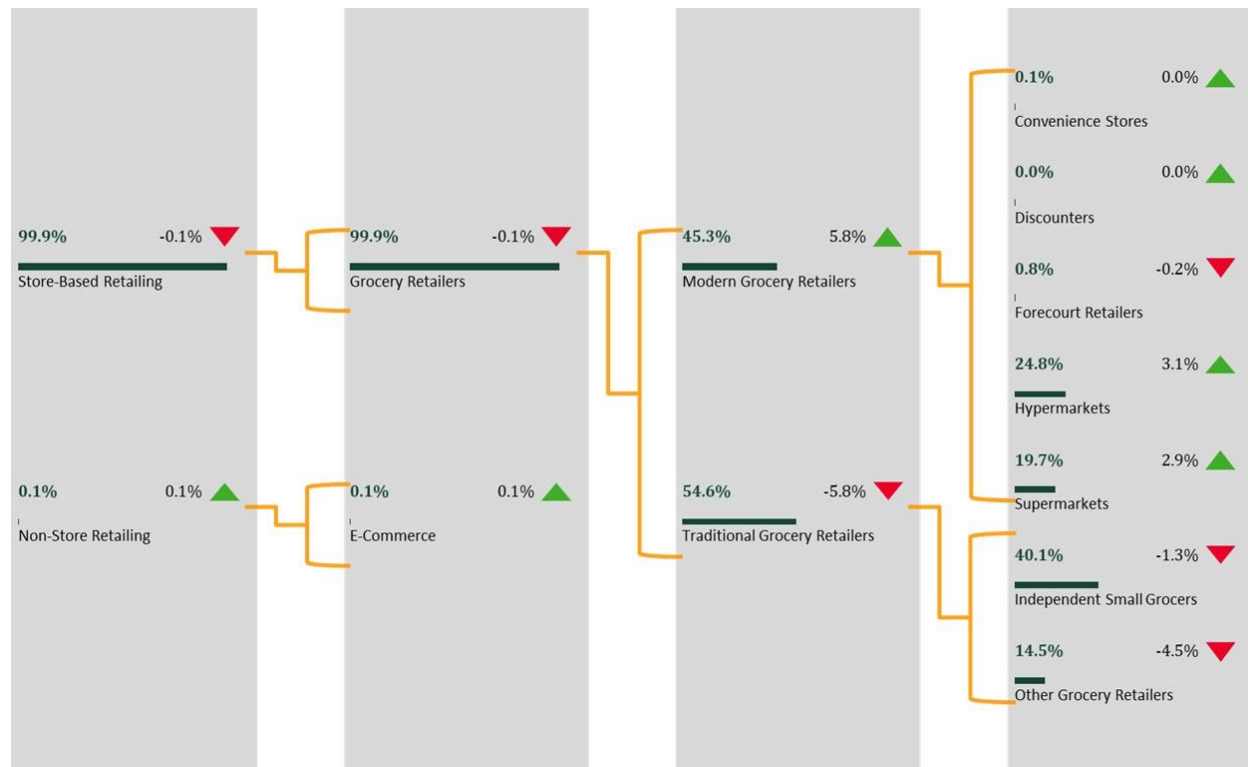 99.9% -0.1%
Store-Based Retailing
0.1% 0.1%
Non-Store Retailing
99.9% -0.1%
Grocery Retailers
0.1% 0.1%
E-Commerce
45.3% 5.8%
Modern Grocery Retailers
54.6% -5.8%
Traditional Grocery Retailers
0.1% 0.0%
Convenience Stores
0.0% 0.0%
Discounters
0.8% -0.2%
Forecourt Retailers
24.8% 3.1%
Hypermarkets
19.7% 2.9%
Supermarkets
40.1% -1.3%
Independent Small Grocers
14.5% -4.5%
Other Grocery Retailers